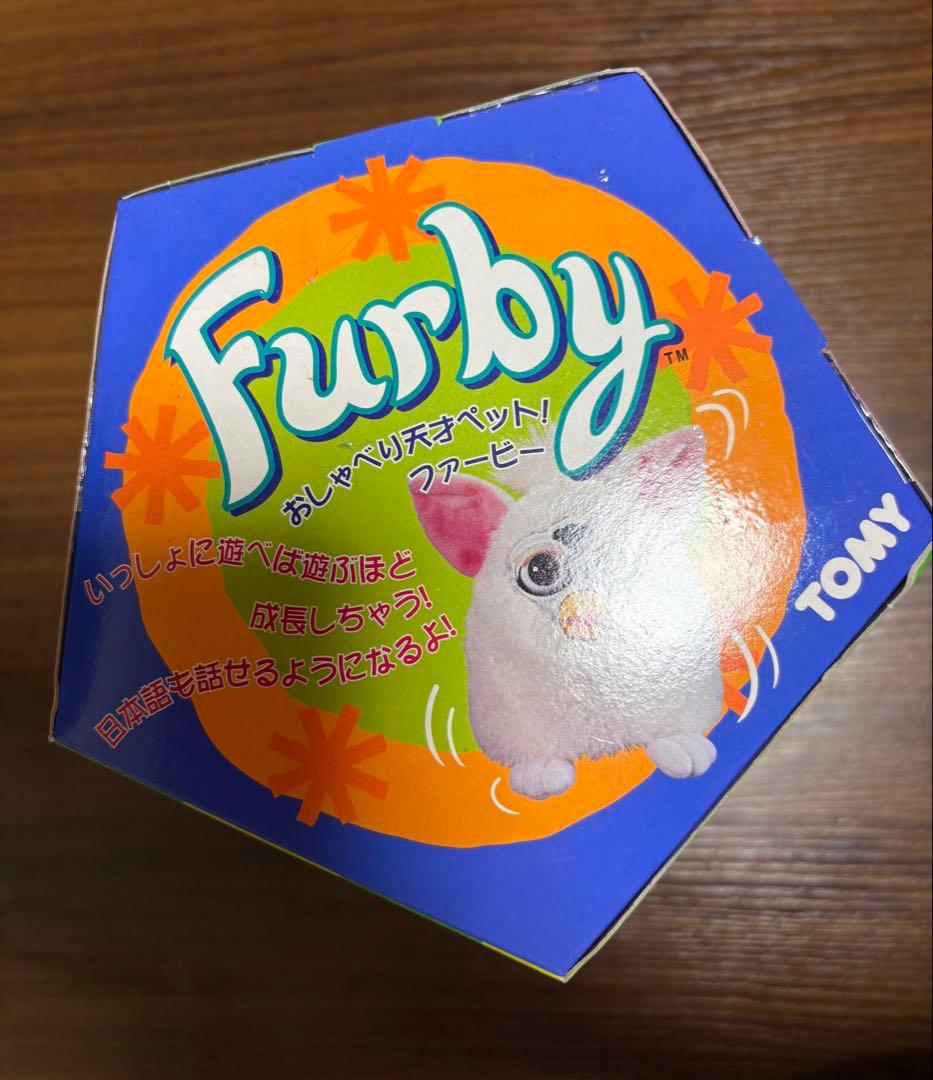 Furby™
おしゃべり天才ペット!
ファービー
いっしょに遊べば遊ぶほど
成長しちゃう!
日本語も話せるようになるよ!
TOMY